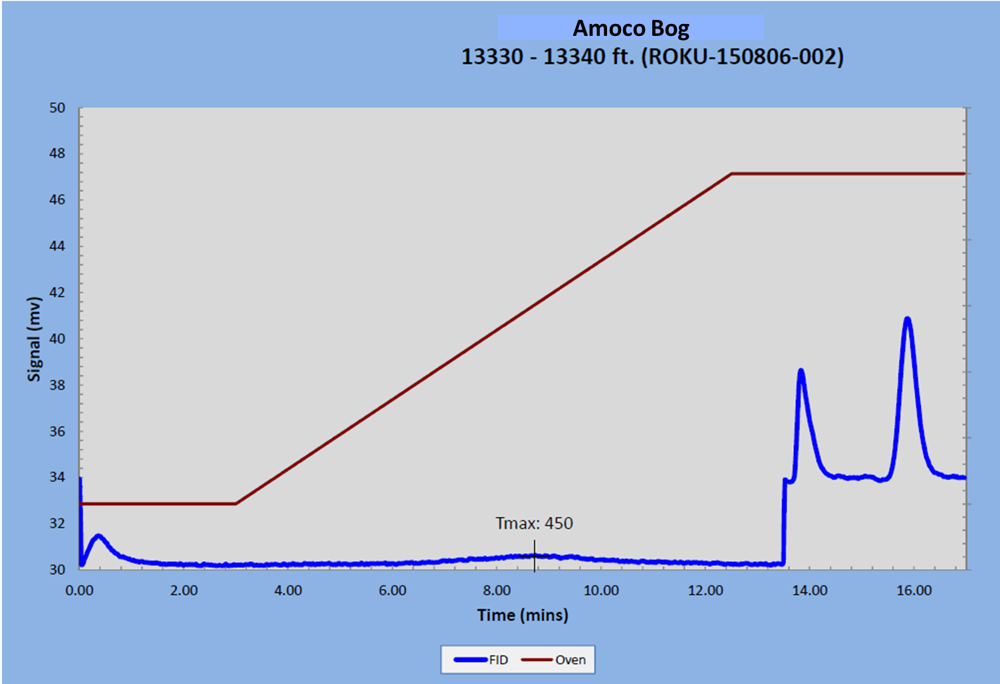 Amoco Bog
13330 - 13340 ft. (ROKU-150806-002)
50
48
46
44
42
40
38
36
34
32
30
Signal (mv)
Tmax: 450
0.00 2.00 4.00 6.00 8.00 10.00 12.00 14.00 16.00
Time (mins)
FID Oven